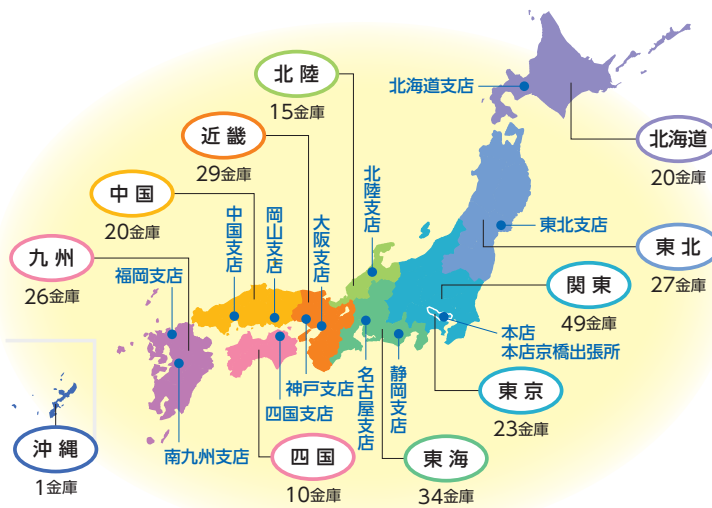 北海道支店
北海道
20金庫
北陸
15金庫
近畿
29金庫
中国
20金庫
九州
26金庫
福岡支店
中国支店
岡山支店
大阪支店
北陸支店
東北支店
東北
27金庫
関東
49金庫
本店
本店京橋出張所
東京
23金庫
神戸支店
四国支店
名古屋支店
静岡支店
南九州支店
沖縄
1金庫
四国
10金庫
東海
34金庫